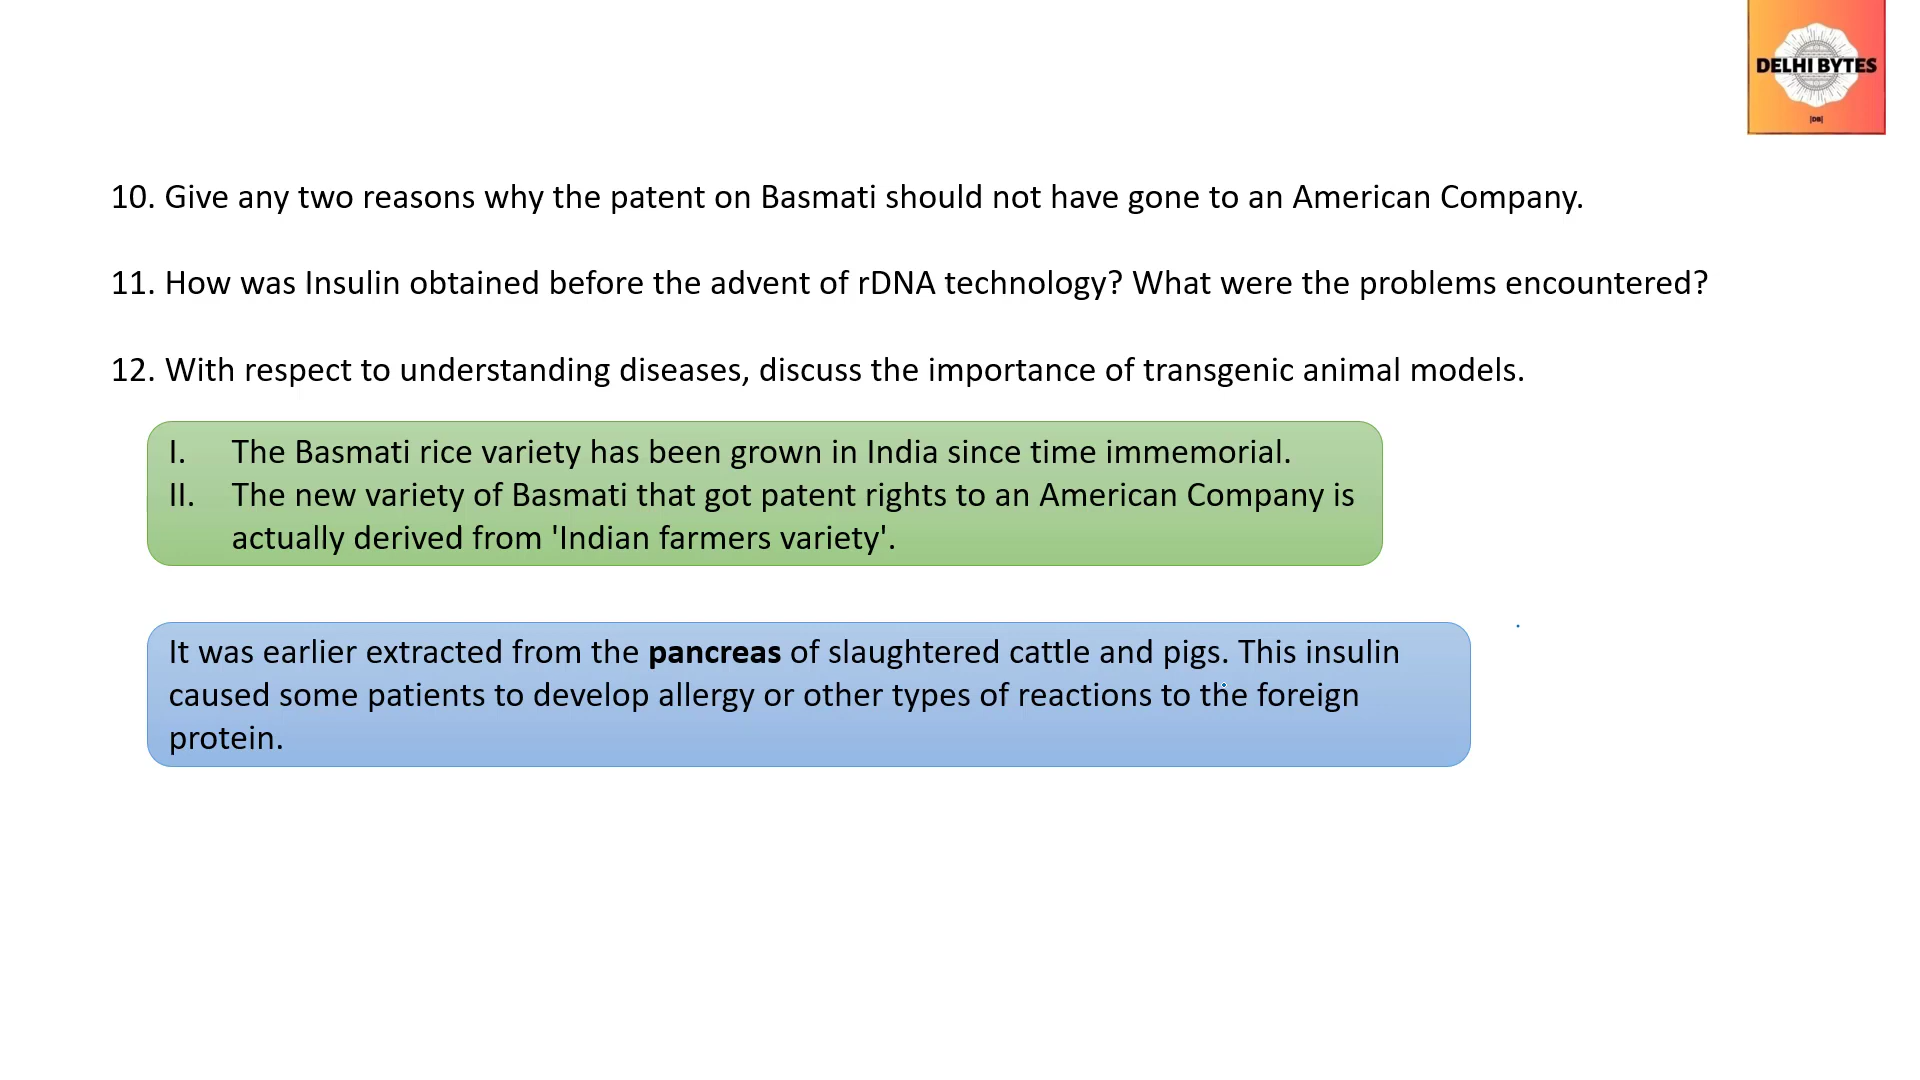 DELHI BYTES
|DB|
10. Give any two reasons why the patent on Basmati should not have gone to an American Company.
11. How was Insulin obtained before the advent of rDNA technology? What were the problems encountered?
12. With respect to understanding diseases, discuss the importance of transgenic animal models.
I. The Basmati rice variety has been grown in India since time immemorial.
II. The new variety of Basmati that got patent rights to an American Company is
actually derived from 'Indian farmers variety'.
It was earlier extracted from the pancreas of slaughtered cattle and pigs. This insulin
caused some patients to develop allergy or other types of reactions to the foreign
protein.